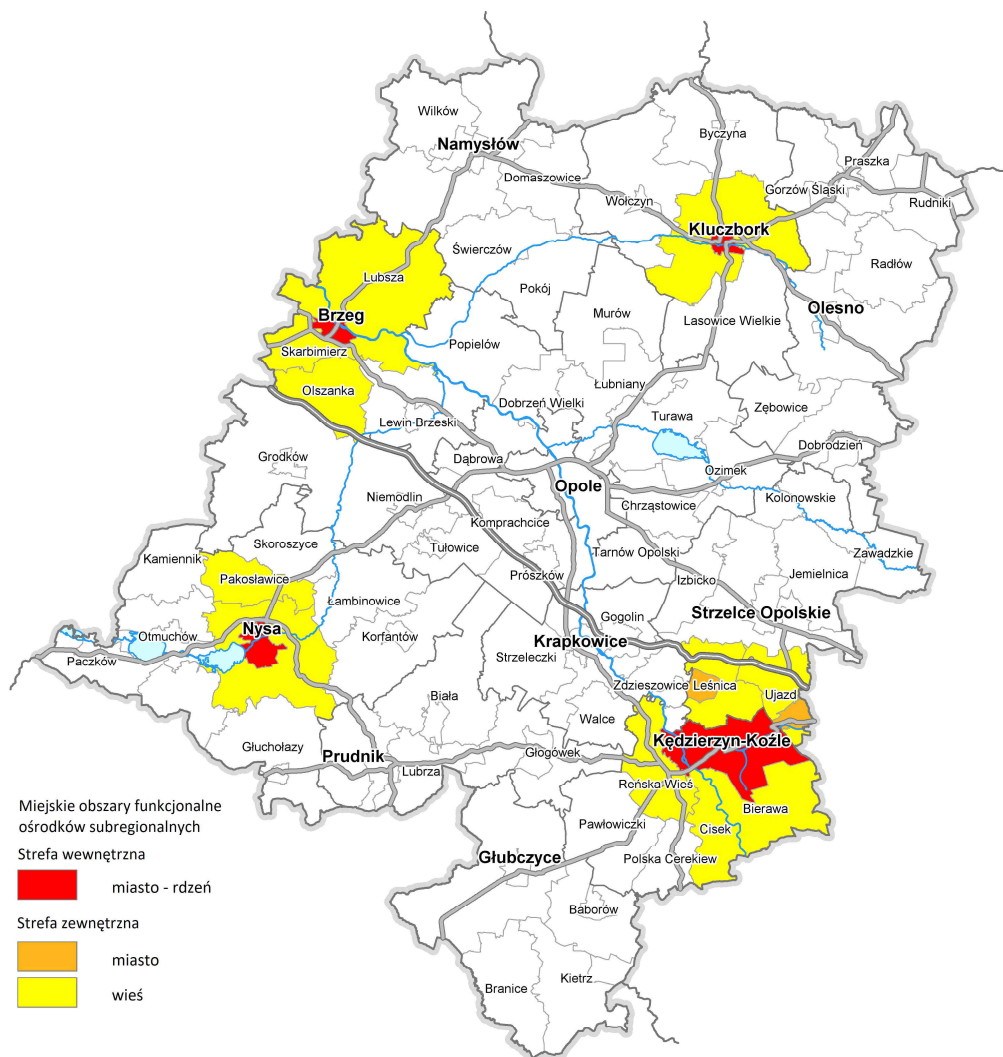 Wilków
Namysłów
Byczyna
Praszka
Domaszowice
Gorzów Śląski
Wołczyn
Rudniki
Kluczbork
Świerczów
Lubsza
Radłów
Pokój
Olesno
Murów
Brzeg
Lasowice Wielkie
Popielów
Skarbimierz
Łubniany
Olszanka
Dobrzeń Wielki
Zębowice
Turawa
Lewin Brzeski
Dobrodzień
Grodków
Dąbrowa
Ozimek
Opole
Niemodlin
Kolonowskie
Chrząstowice
Komprachcice
Skoroszyce
Tułowice
Tarnów Opolski
Zawadzkie
Kamiennik
Jemielnica
Pakosławice
Prószków
Izbicko
Łambinowice
Gogolin
Strzelce Opolskie
Nysa
Otmuchów
Korfantów
Krapkowice
Strzeleczki
Paczków
Zdzieszowice
Leśnica
Ujazd
Biała
Walce
Kędzierzyn-Koźle
Głuchołazy
Prudnik
Głogówek
Lubrza
Reńska Wieś
Bierawa
Pawłowiczki
Cisek
Głubczyce
Polska Cerekiew
Baborów
Kietrz
Branice
Miejskie obszary funkcjonalne
ośrodków subregionalnych
Strefa wewnętrzna
miasto - rdzeń
Strefa zewnętrzna
miasto
wieś